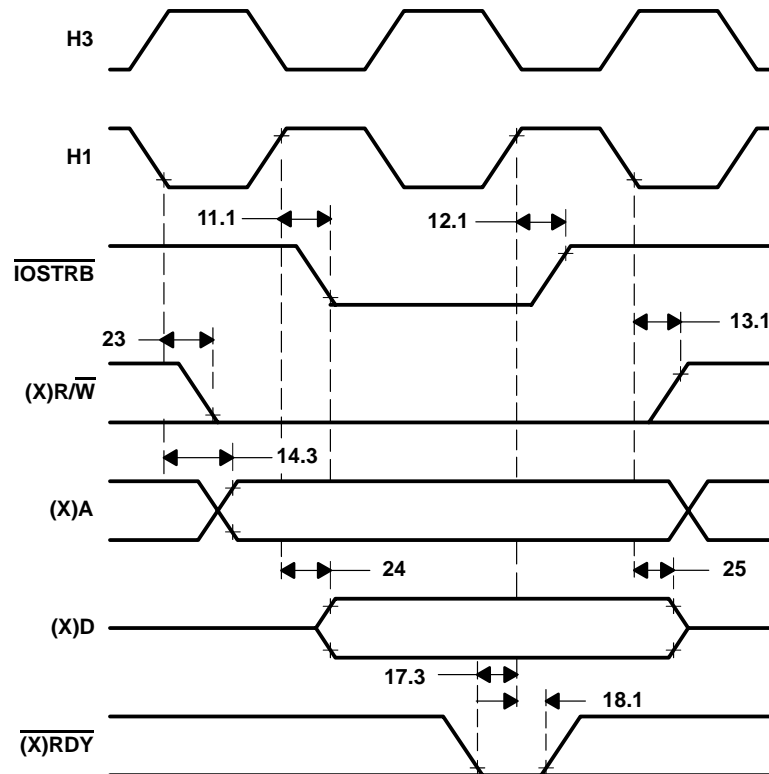 H3
H1
11.1
12.1
IOSTRB
23
13.1
(X)R/W
14.3
(X)A
24
25
(X)D
17.3
18.1
(X)RDY